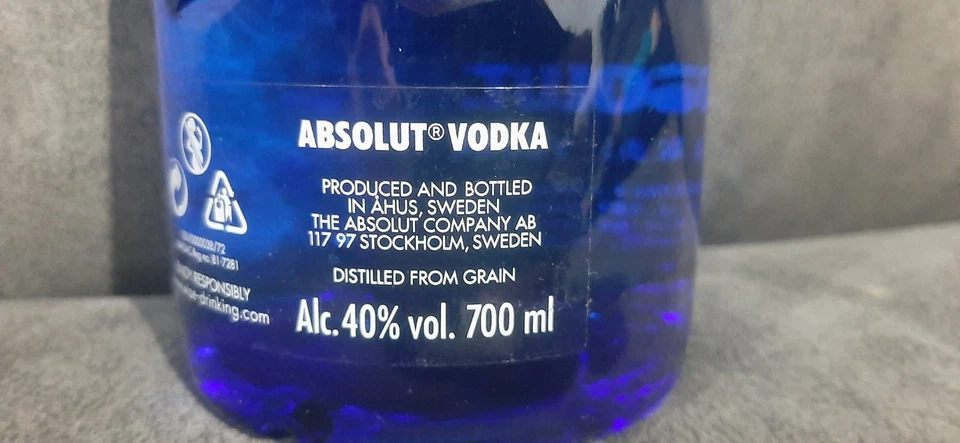 ABSOLUT® VODKA
PRODUCED AND BOTTLED
IN ÅHUS, SWEDEN
THE ABSOLUT COMPANY AB
117 97 STOCKHOLM, SWEDEN
DISTILLED FROM GRAIN
Alc. 40% vol. 700 ml
RESPONSIBLY
-drinking.com